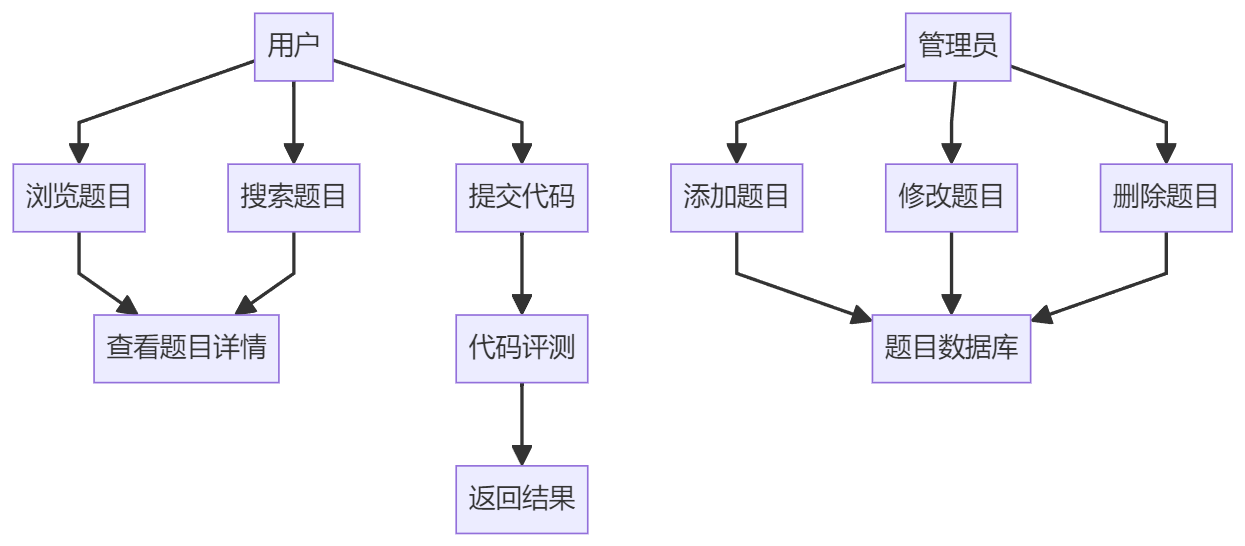 用户
管理员
浏览题目
搜索题目
提交代码
添加题目
修改题目
删除题目
查看题目详情
代码评测
题目数据库
返回结果